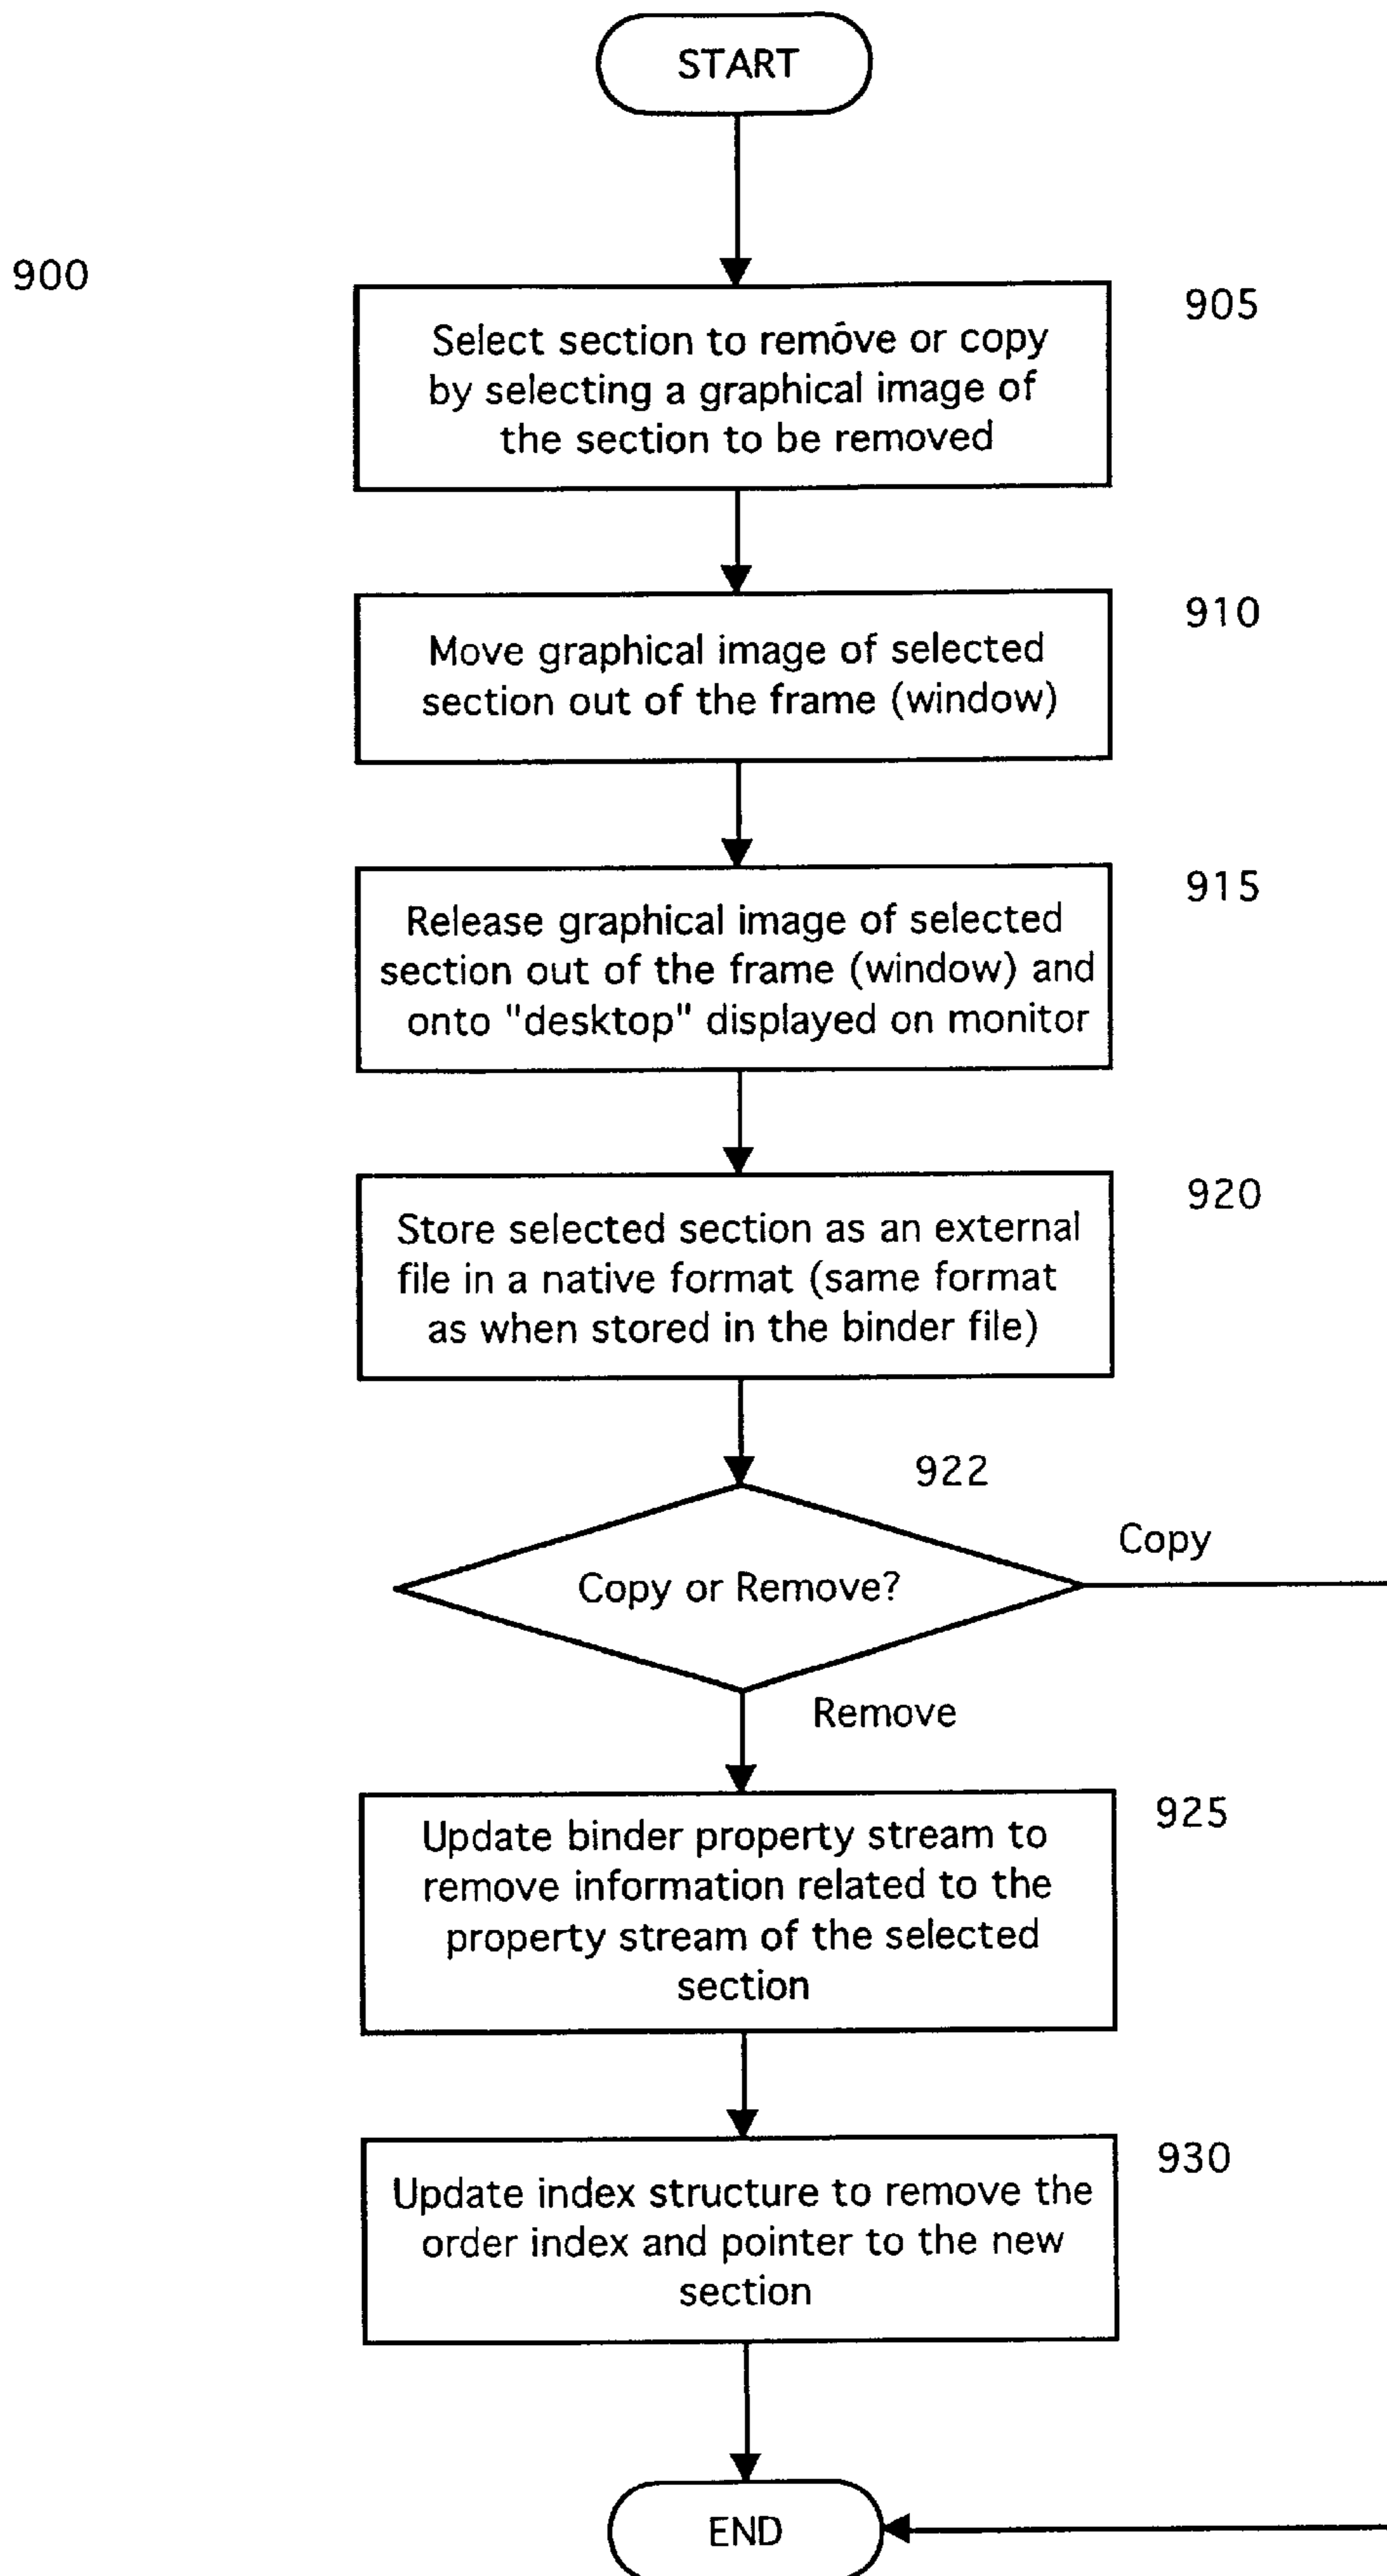 START
900
905
Select section to remove or copy
by selecting a graphical image of
the section to be removed
910
Move graphical image of selected
section out of the frame (window)
915
Release graphical image of selected
section out of the frame (window) and
onto "desktop" displayed on monitor
920
Store selected section as an external
file in a native format (same format
as when stored in the binder file)
922
Copy
Copy or Remove?
Remove
925
Update binder property stream to
remove information related to the
property stream of the selected
section
930
Update index structure to remove the
order index and pointer to the new
section
END